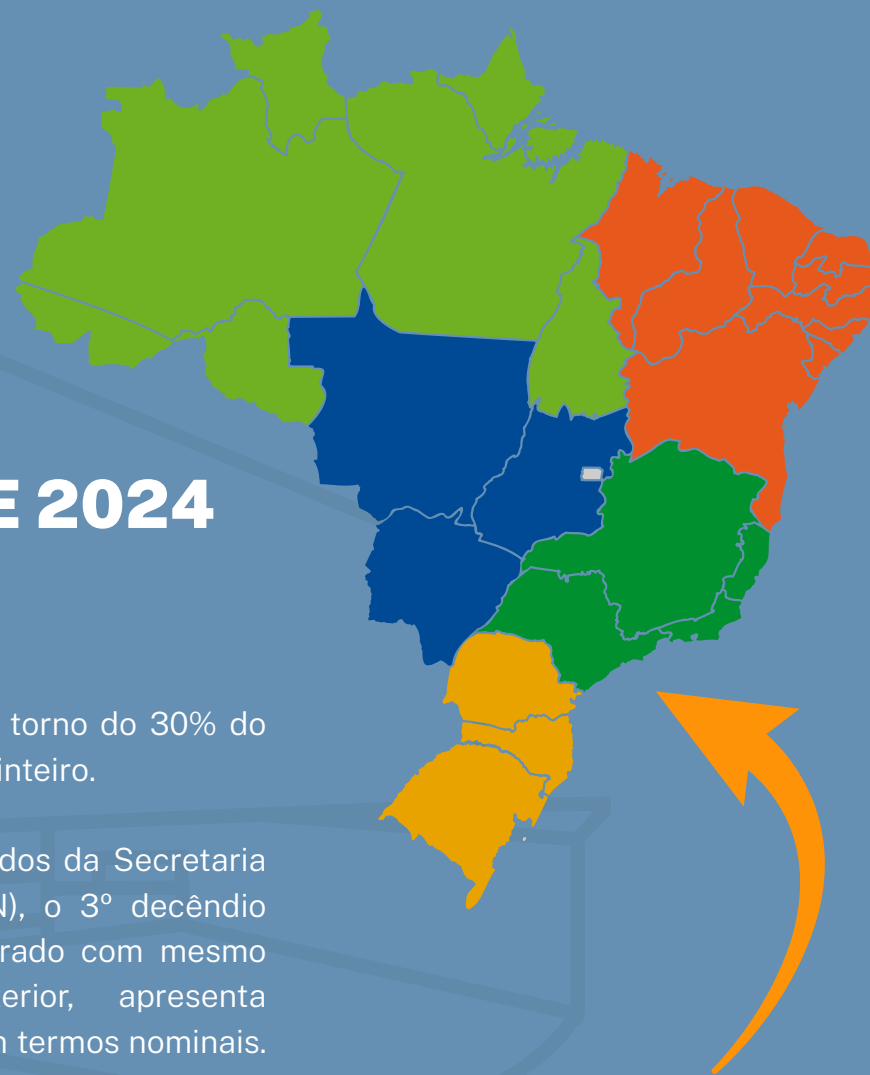 E 2024
torno do 30% do
inteiro.
dos da Secretaria
N), o 3º decêndio
rado com mesmo
erior, apresenta
n termos nominais.